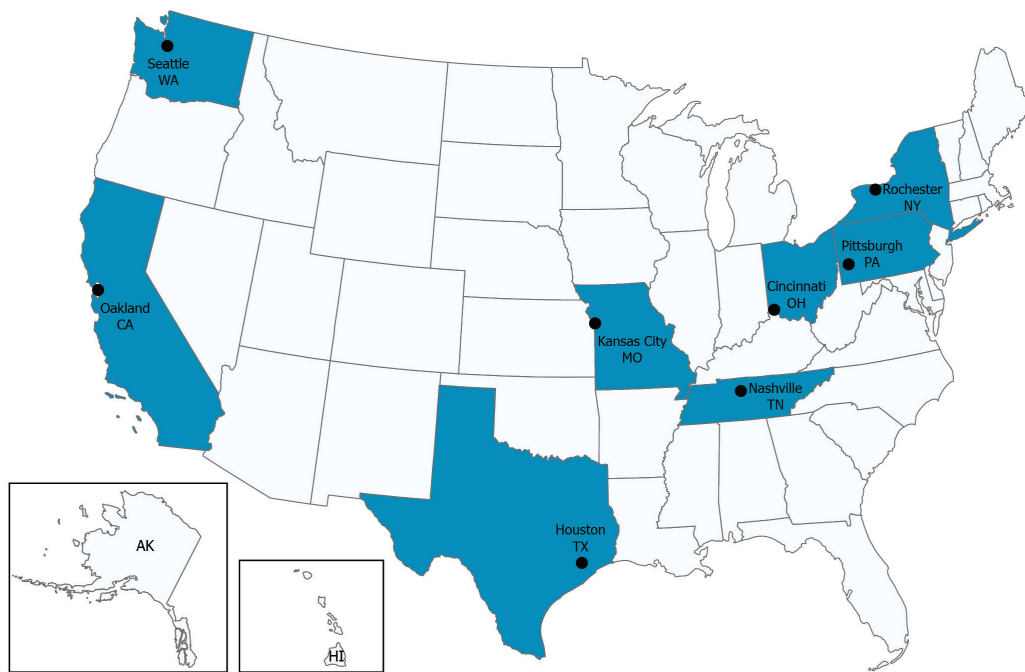 Seattle
WA
Rochester
NY
Pittsburgh
PA
Cincinnati
OH
Oakland
CA
Kansas City
MO
Nashville
TN
Houston
TX
AK
HI